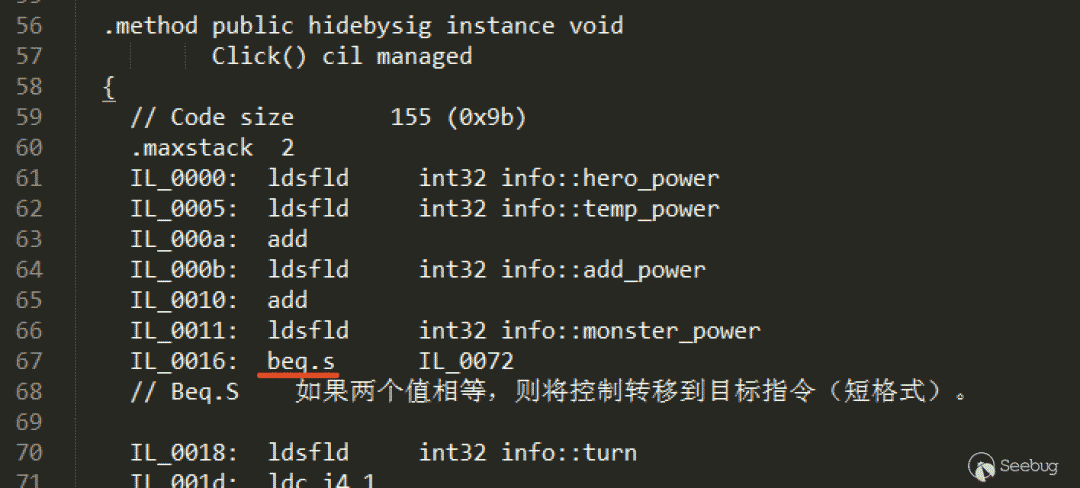 56 .method public hidebysig instance void
57 Click() cil managed
58 {
59 // Code size 155 (0x9b)
60 .maxstack 2
61 IL_0000: ldsfld int32 info::hero_power
62 IL_0005: ldsfld int32 info::temp_power
63 IL_000a: add
64 IL_000b: ldsfld int32 info::add_power
65 IL_0010: add
66 IL_0011: ldsfld int32 info::monster_power
67 IL_0016: beq.s IL_0072
68 // Beq.S 如果两个值相等，则将控制转移到目标指令（短格式）。
69
70 IL_0018: ldsfld int32 info::turn
71 IL_001d: ldc.i4.1
Seebug